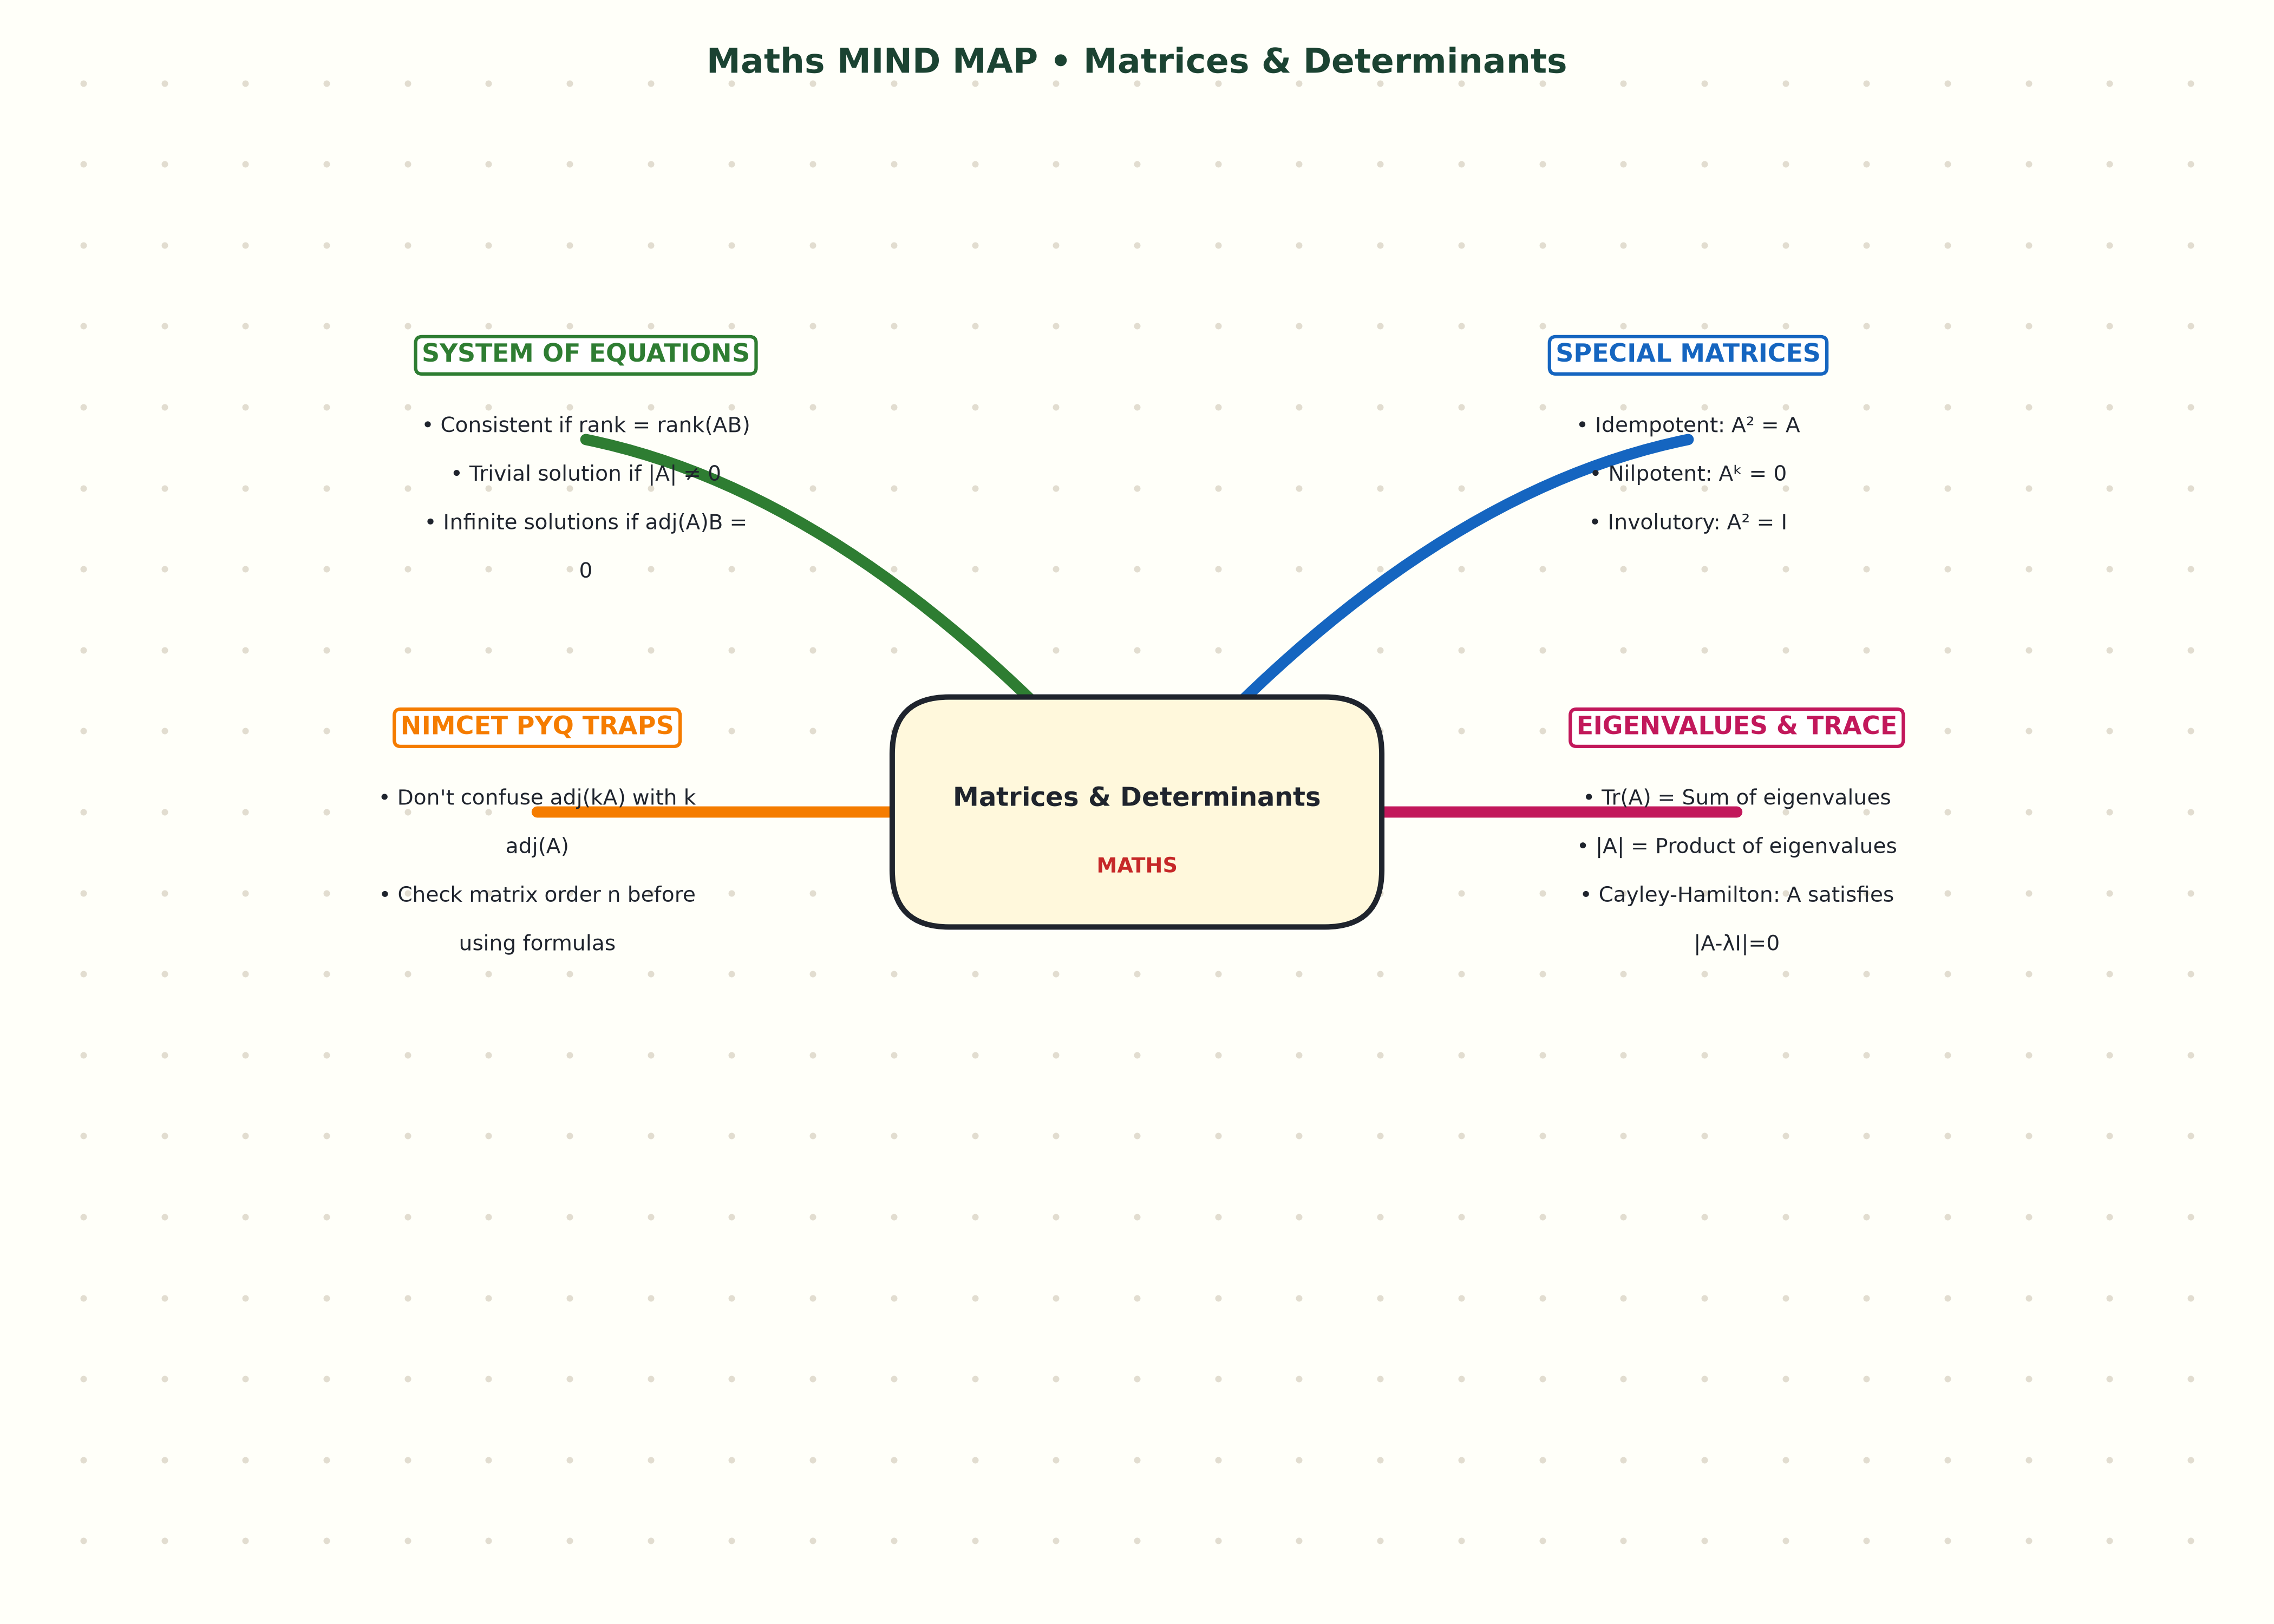 Maths MIND MAP • Matrices & Determinants
SYSTEM OF EQUATIONS
• Consistent if rank = rank(AB)
• Trivial solution if |A| ≠ 0
• Infinite solutions if adj(A)B =
0
SPECIAL MATRICES
• Idempotent: A² = A
• Nilpotent: Aᵏ = 0
• Involutory: A² = I
NIMCET PYQ TRAPS
• Don't confuse adj(kA) with k
adj(A)
• Check matrix order n before
using formulas
Matrices & Determinants
MATHS
EIGENVALUES & TRACE
• Tr(A) = Sum of eigenvalues
• |A| = Product of eigenvalues
• Cayley-Hamilton: A satisfies
|A-λI|=0